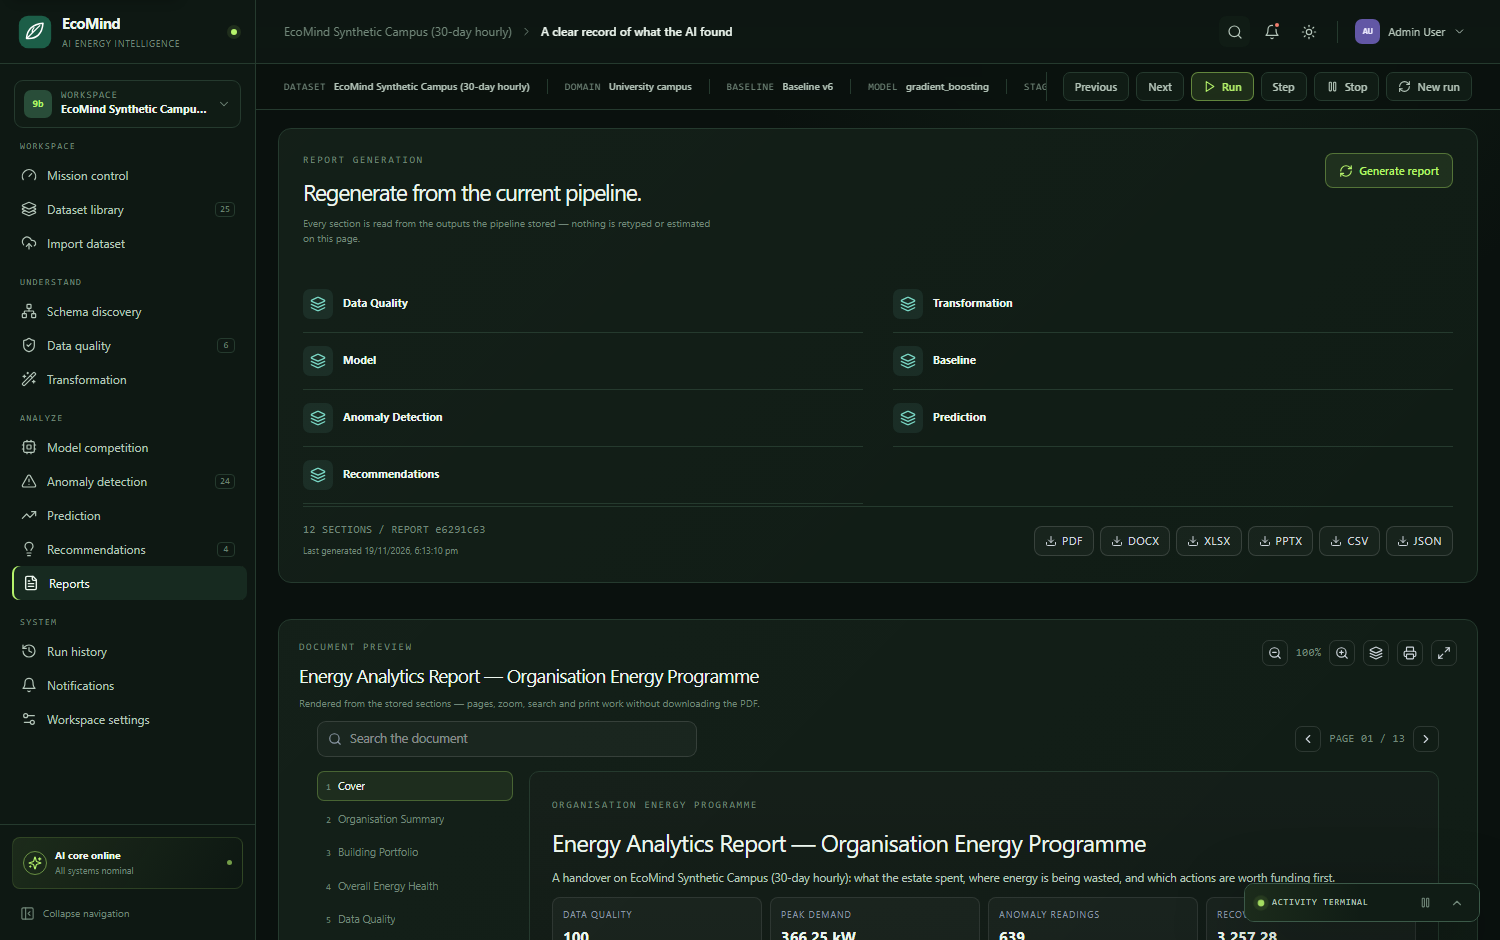 EcoMind
AI ENERGY INTELLIGENCE
EcoMind Synthetic Campus (30-day hourly)
A clear record of what the AI found
AU
Admin User
9b
WORKSPACE
EcoMind Synthetic Campu...
DATASET EcoMind Synthetic Campus (30-day hourly)
DOMAIN University campus
BASELINE Baseline v6
MODEL gradient_boosting
STAG
Previous
Next
Run
Step
Stop
New run
WORKSPACE
Mission control
Dataset library 25
Import dataset
UNDERSTAND
Schema discovery
Data quality 6
Transformation
ANALYZE
Model competition
Anomaly detection 24
Prediction
Recommendations 4
Reports
SYSTEM
Run history
Notifications
Workspace settings
AI core online
All systems nominal
Collapse navigation
REPORT GENERATION
Regenerate from the current pipeline.
Every section is read from the outputs the pipeline stored — nothing is retyped or estimated
on this page.
Generate report
Data Quality
Transformation
Model
Baseline
Anomaly Detection
Prediction
Recommendations
12 SECTIONS / REPORT e6291c63
Last generated 19/11/2026, 6:13:10 pm
PDF
DOCX
XLSX
PPTX
CSV
JSON
DOCUMENT PREVIEW
Energy Analytics Report — Organisation Energy Programme
Rendered from the stored sections — pages, zoom, search and print work without downloading the PDF.
100%
Search the document
PAGE 01 / 13
1 Cover
2 Organisation Summary
3 Building Portfolio
4 Overall Energy Health
5 Data Quality
ORGANISATION ENERGY PROGRAMME
Energy Analytics Report — Organisation Energy Programme
A handover on EcoMind Synthetic Campus (30-day hourly): what the estate spent, where energy is being wasted, and which actions are worth funding first.
DATA QUALITY
100
PEAK DEMAND
366.25 kW
ANOMALY READINGS
639
RECO
3,257.28
ACTIVITY TERMINAL